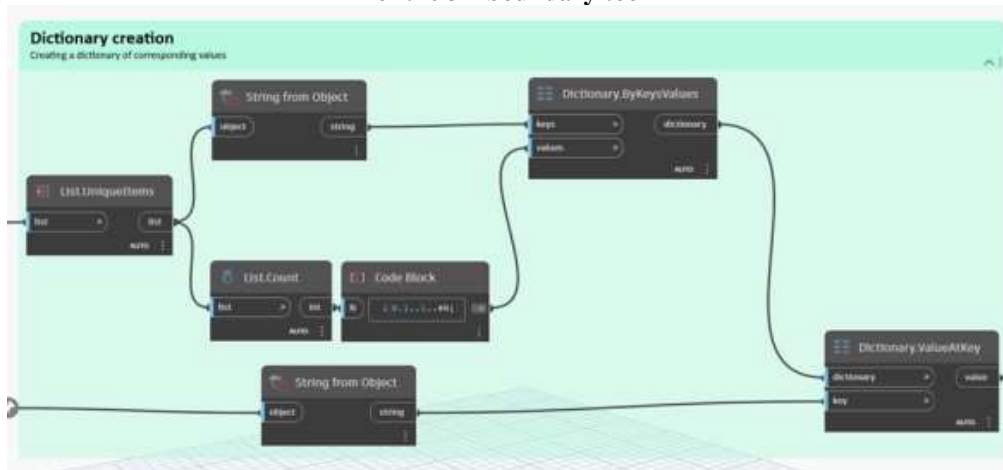 Dictionary creation
Creating a dictionary of corresponding values
String from Object
object
string
Dictionary.ByKeysValues
keys
>
dictionary
values
>
AUTO
List.UniqueItems
list
>
list
AUTO
List.Count
list
>
int
AUTO
Code Block
N
String from Object
object
string
Dictionary.ValueAtKey
dictionary
>
value
key
>
AUTO